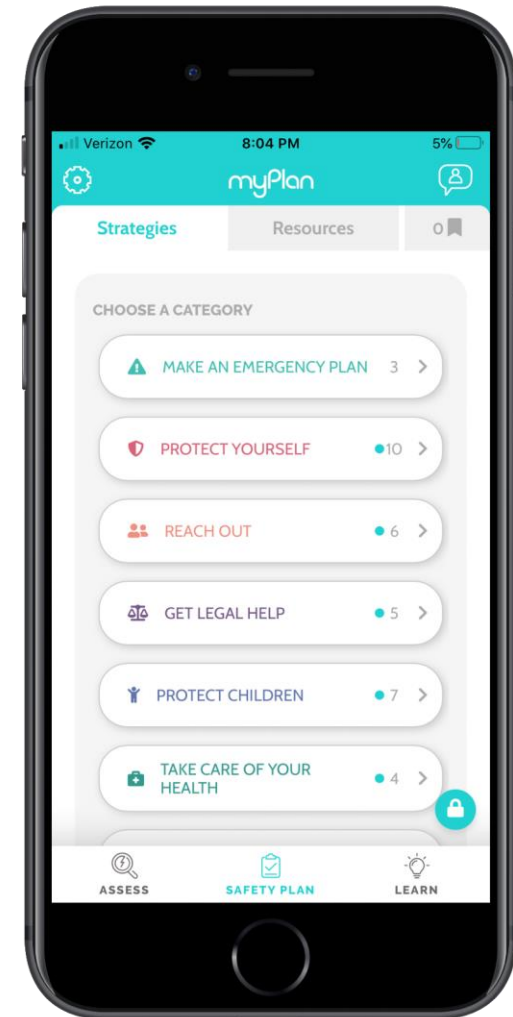 Verizon 8:04 PM 5%
myPlan
Strategies Resources 0
CHOOSE A CATEGORY
MAKE AN EMERGENCY PLAN 3
PROTECT YOURSELF 10
REACH OUT 6
GET LEGAL HELP 5
PROTECT CHILDREN 7
TAKE CARE OF YOUR
HEALTH 4
ASSESS SAFETY PLAN LEARN